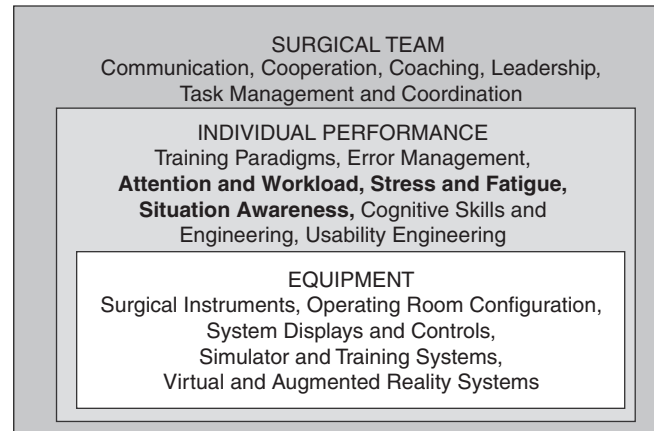 SURGICAL TEAM
Communication, Cooperation, Coaching, Leadership,
Task Management and Coordination
INDIVIDUAL PERFORMANCE
Training Paradigms, Error Management,
Attention and Workload, Stress and Fatigue,
Situation Awareness, Cognitive Skills and
Engineering, Usability Engineering
EQUIPMENT
Surgical Instruments, Operating Room Configuration,
System Displays and Controls,
Simulator and Training Systems,
Virtual and Augmented Reality Systems